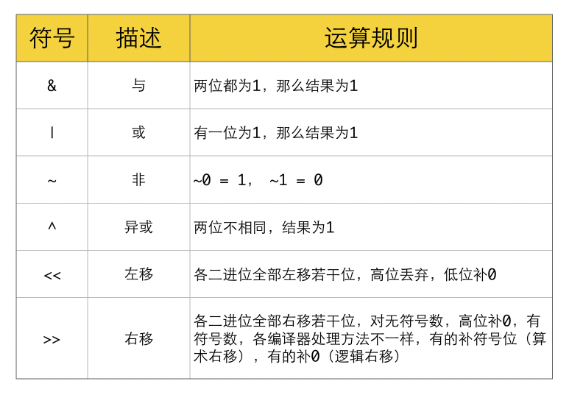 符号 描述 运算规则
& 与 两位都为1，那么结果为1
| 或 有一位为1，那么结果为1
~ 非 ~0 = 1， ~1 = 0
^ 异或 两位不相同，结果为1
<< 左移 各二进位全部左移若干位，高位丢弃，低位补0
>> 右移 各二进位全部右移若干位，对无符号数，高位补0，有
符号数，各编译器处理方法不一样，有的补符号位（算
术右移），有的补0（逻辑右移）